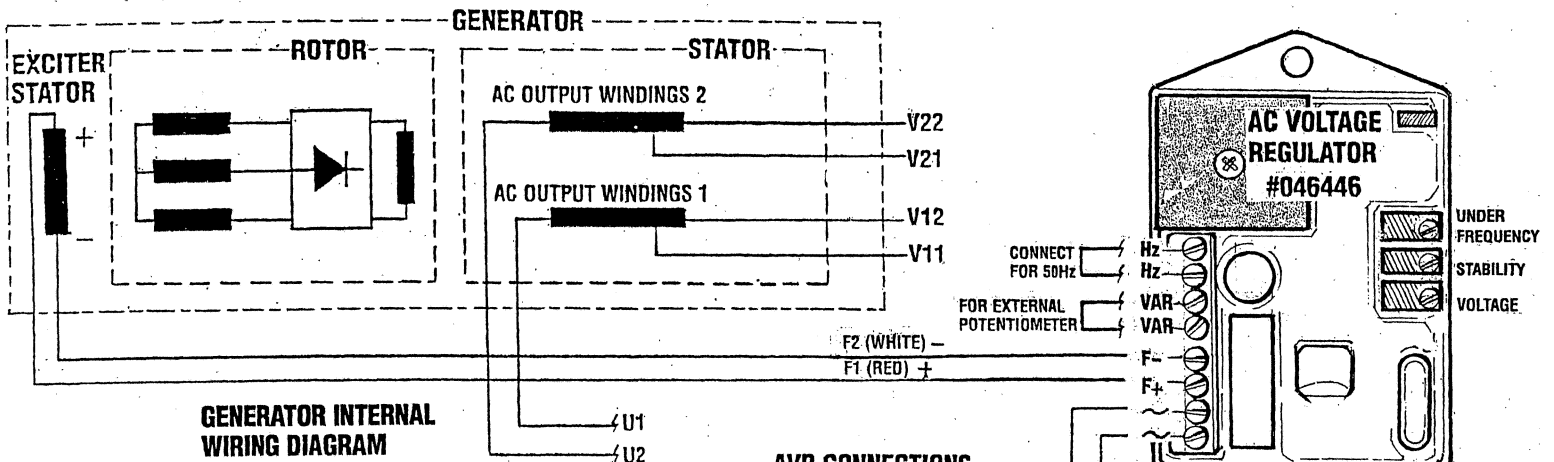 GENERATOR
ROTOR
STATOR
EXCITER
STATOR
+
−
AC OUTPUT WINDINGS 2
V22
V21
AC OUTPUT WINDINGS 1
V12
V11
AC VOLTAGE
REGULATOR
#046446
UNDER
FREQUENCY
STABILITY
VOLTAGE
CONNECT
FOR 50Hz
Hz
Hz
FOR EXTERNAL
POTENTIOMETER
VAR
VAR
F2 (WHITE) −
F1 (RED) +
F−
F+
~
~
GENERATOR INTERNAL
WIRING DIAGRAM
U1
U2
AVR CONNECTIONS